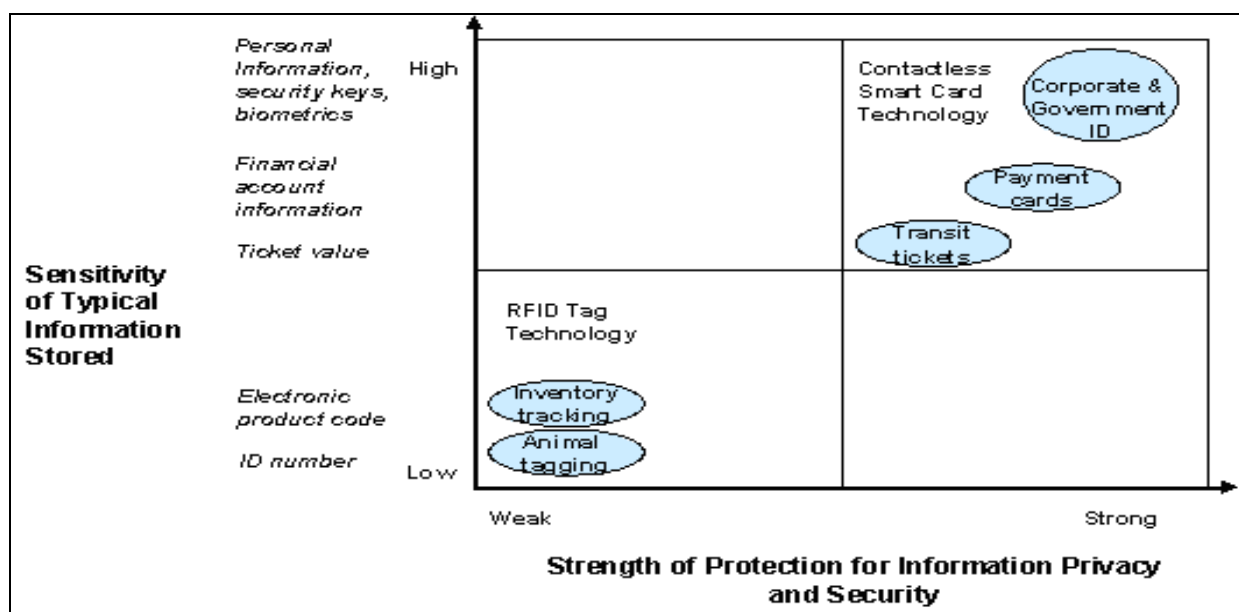 Personal
Information,
security keys,
biometrics
High
Contactless
Smart Card
Technology
Corporate &
Government
ID
Financial
account
information
Payment
cards
Ticket value
Transit
tickets
Sensitivity
of Typical
Information
Stored
RFID Tag
Technology
Electronic
product code
Inventory
tracking
ID number
Animal
tagging
Low
Weak
Strong
Strength of Protection for Information Privacy
and Security